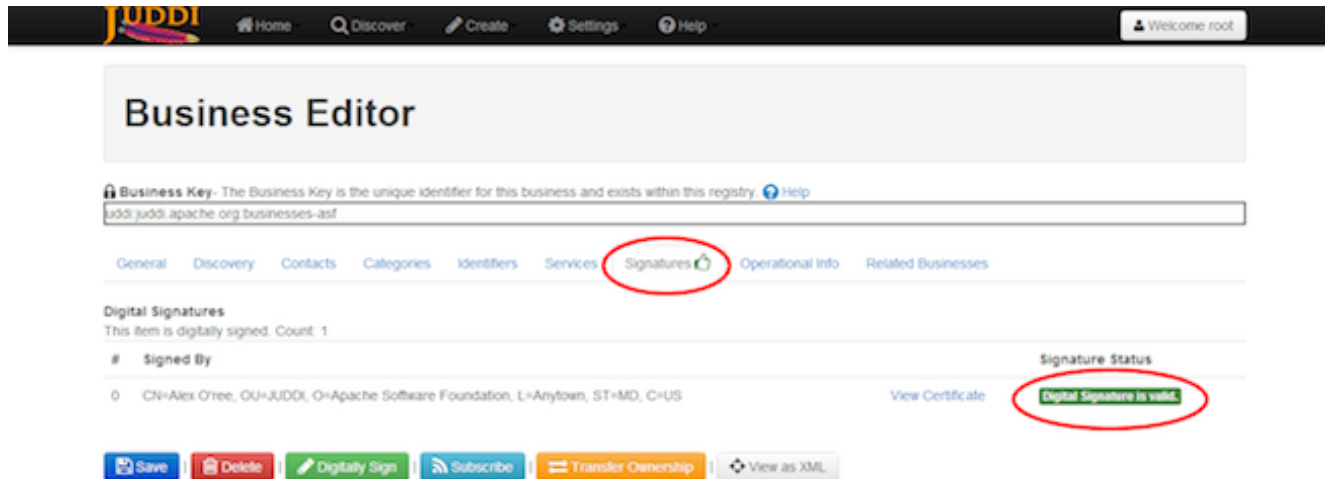 JUDDI Home Discover Create Settings Help Welcome root
Business Editor
Business Key- The Business Key is the unique identifier for this business and exists within this registry. Help
uddi:juddi.apache.org:businesses-asf
General Discovery Contacts Categories Identifiers Services Signatures Operational Info Related Businesses
Digital Signatures
This item is digitally signed. Count: 1
# Signed By Signature Status
0 CN=Alex O'ree, OU=JUDDI, O=Apache Software Foundation, L=Anytown, ST=MD, C=US View Certificate Digital Signature is valid.
Save | Delete | Digitally Sign | Subscribe | Transfer Ownership | View as XML